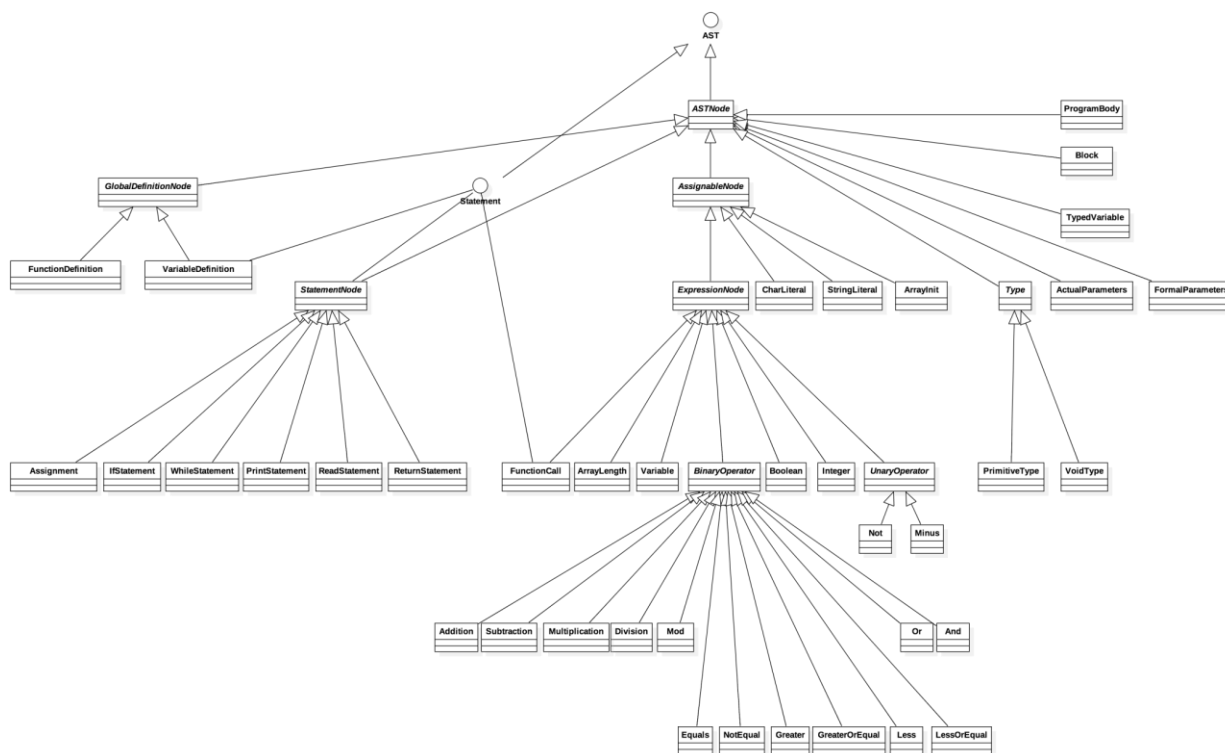 AST
ASTNode
ProgramBody
Block
GlobalDefinitionNode
Statement
AssignableNode
TypedVariable
FunctionDefinition
VariableDefinition
StatementNode
ExpressionNode
CharLiteral
StringLiteral
ArrayInit
Type
ActualParameters
FormalParameters
Assignment
IfStatement
WhileStatement
PrintStatement
ReadStatement
ReturnStatement
FunctionCall
ArrayLength
Variable
BinaryOperator
Boolean
Integer
UnaryOperator
PrimitiveType
VoidType
Not
Minus
Addition
Subtraction
Multiplication
Division
Mod
Or
And
Equals
NotEqual
Greater
GreaterOrEqual
Less
LessOrEqual